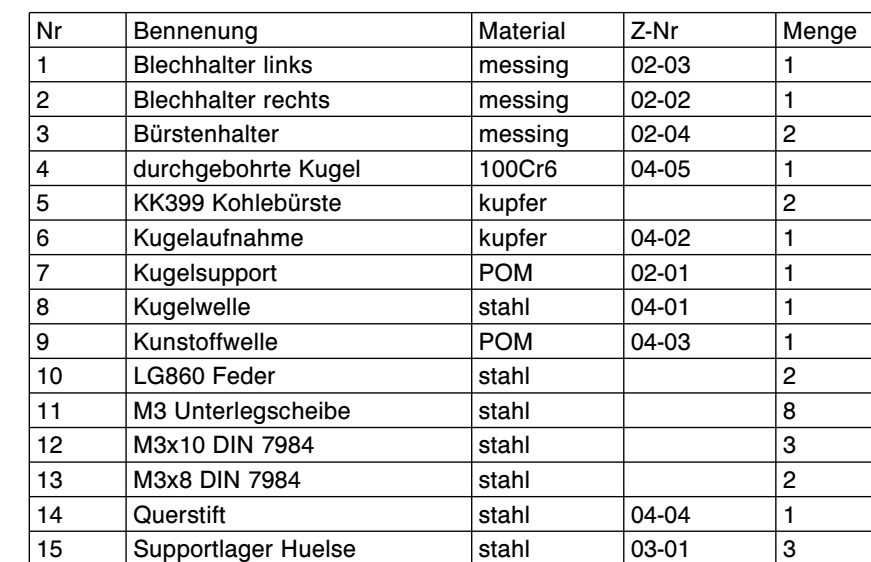 Nr Bennenung Material Z-Nr Menge
1 Blechhalter links messing 02-03 1
2 Blechhalter rechts messing 02-02 1
3 Bürstenhalter messing 02-04 2
4 durchgebohrte Kugel 100Cr6 04-05 1
5 KK399 Kohlebürste kupfer 2
6 Kugelaufnahme kupfer 04-02 1
7 Kugelsupport POM 02-01 1
8 Kugelwelle stahl 04-01 1
9 Kunstoffwelle POM 04-03 1
10 LG860 Feder stahl 2
11 M3 Unterlegscheibe stahl 8
12 M3x10 DIN 7984 stahl 3
13 M3x8 DIN 7984 stahl 2
14 Querstift stahl 04-04 1
15 Supportlager Huelse stahl 03-01 3